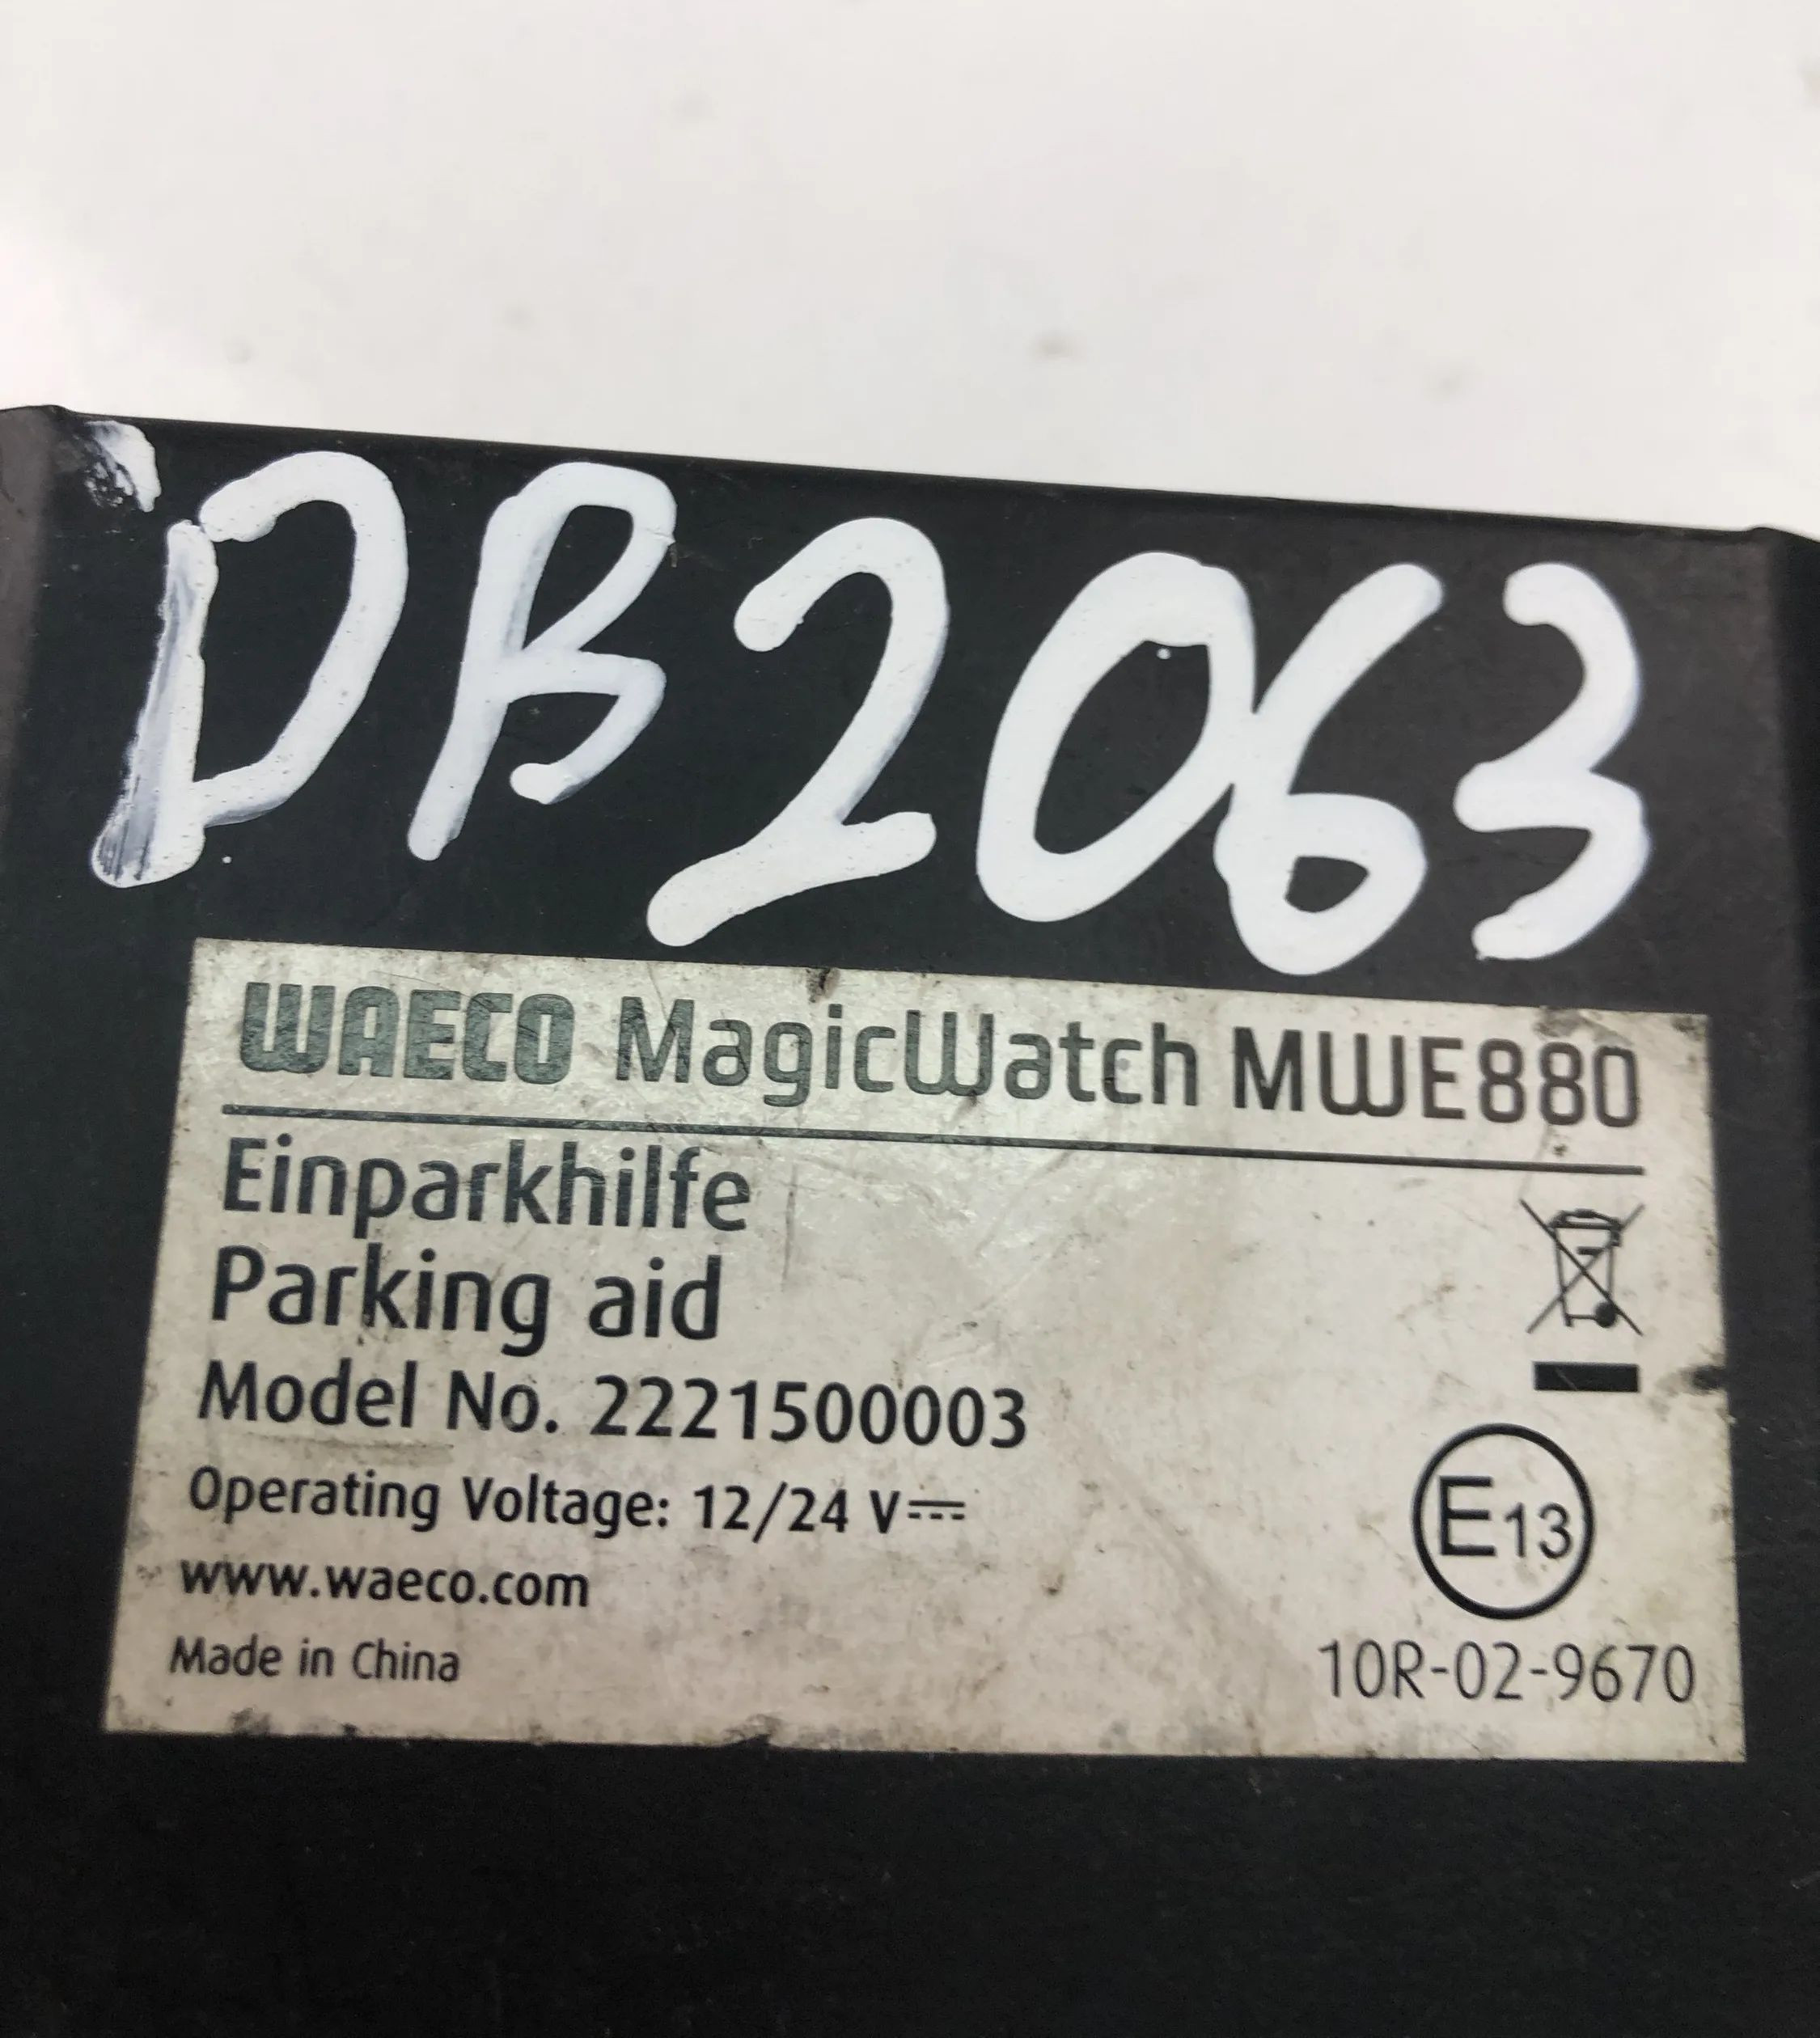 DB2063
WAECO MagicWatch MWE880
Einparkhilfe
Parking aid
Model No. 2221500003
Operating Voltage: 12/24 V⎓
www.waeco.com
Made in China
E13
10R-02-9670